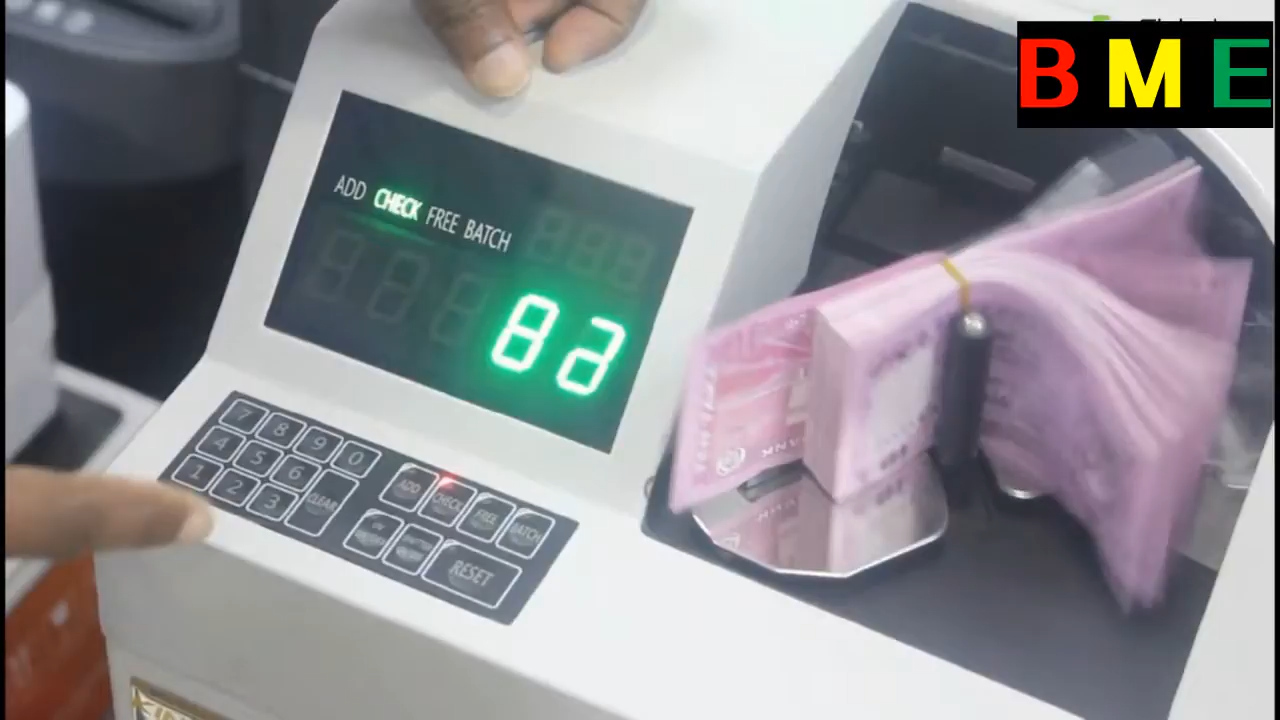 BME
ADD CHECK FREE BATCH
82
7 8 9 0
4 5 6 CLEAR
1 2 3
ADD CHECK FREE BATCH
RESET